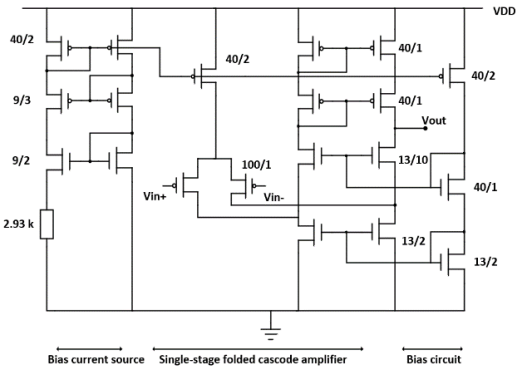 VDD
40/2
40/2
40/1
40/2
9/3
40/1
Vout
9/2
100/1
13/10
Vin+
Vin-
40/1
2.93 k
13/2
13/2
Bias current source
Single-stage folded cascode amplifier
Bias circuit